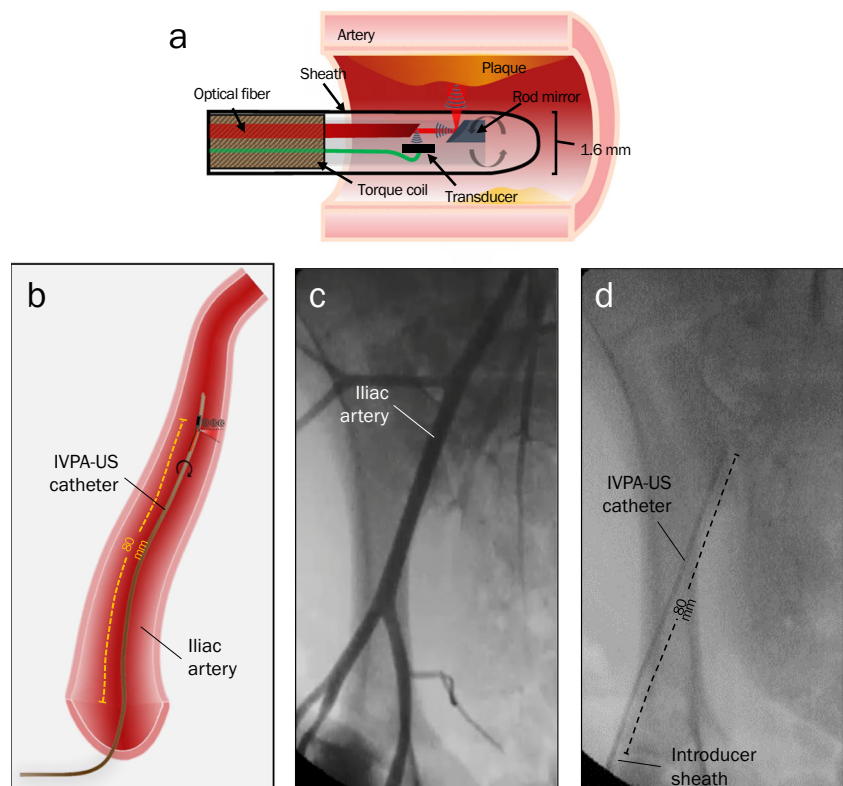 a
Artery
Plaque
Sheath
Optical fiber
Rod mirror
1.6 mm
Torque coil
Transducer
b
IVPA-US
catheter
80
mm
Iliac
artery
c
Iliac
artery
d
IVPA-US
catheter
80
mm
Introducer
sheath